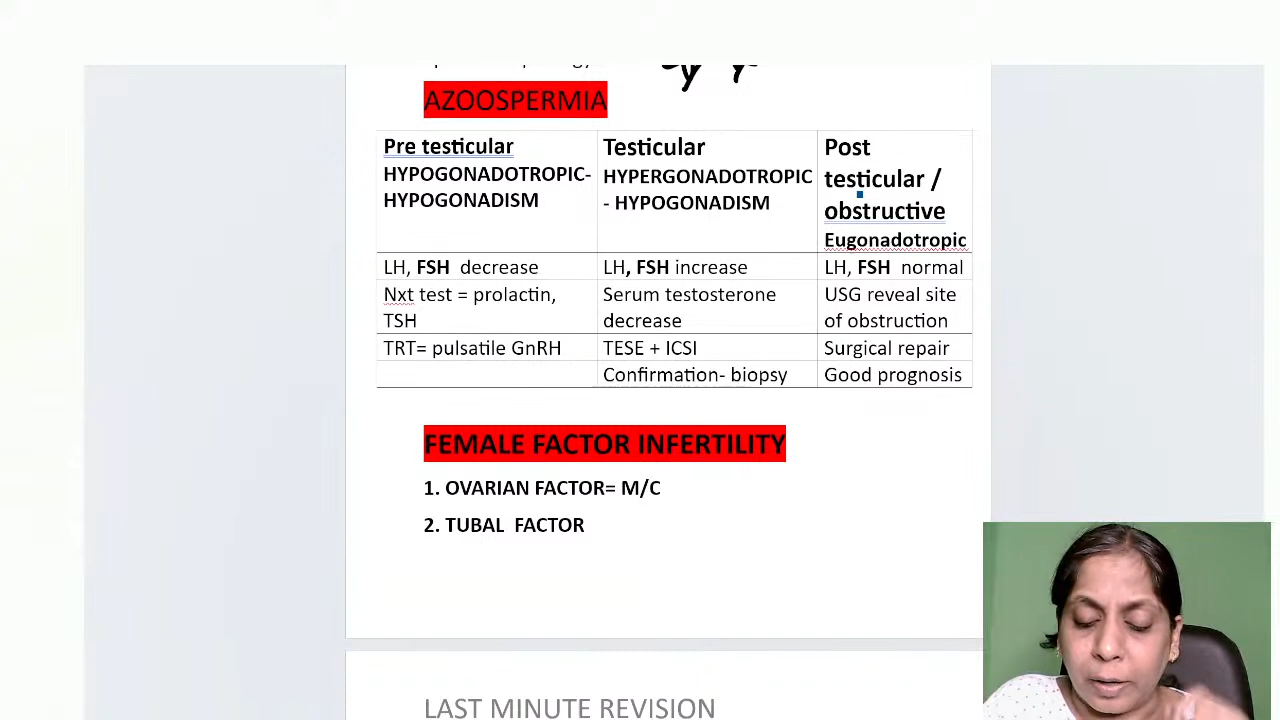 AZOOSPERMIA
Pre testicular
HYPOGONADOTROPIC-
HYPOGONADISM
Testicular
HYPERGONADOTROPIC
- HYPOGONADISM
Post
testicular /
obstructive
Eugonadotropic
LH, FSH decrease
LH, FSH increase
LH, FSH normal
Nxt test = prolactin,
TSH
Serum testosterone
decrease
USG reveal site
of obstruction
TRT= pulsatile GnRH
TESE + ICSI
Surgical repair
Confirmation- biopsy
Good prognosis
FEMALE FACTOR INFERTILITY
1. OVARIAN FACTOR= M/C
2. TUBAL FACTOR
LAST MINUTE REVISION